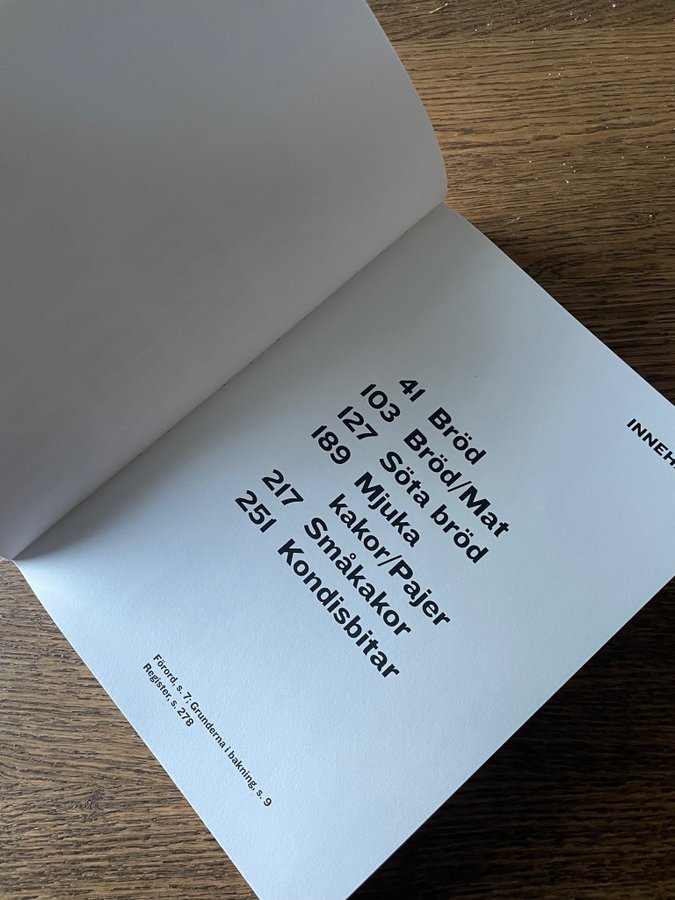 INNEH
41 Bröd
103 Bröd/Mat
127 Söta bröd
189 Mjuka
kakor/Pajer
217 Småkakor
251 Kondisbitar
Förord, s. 7; Grunderna i bakning, s. 9
Register, s. 278